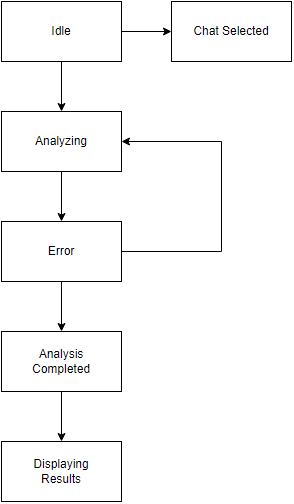 Idle
Chat Selected
Analyzing
Error
Analysis
Completed
Displaying
Results